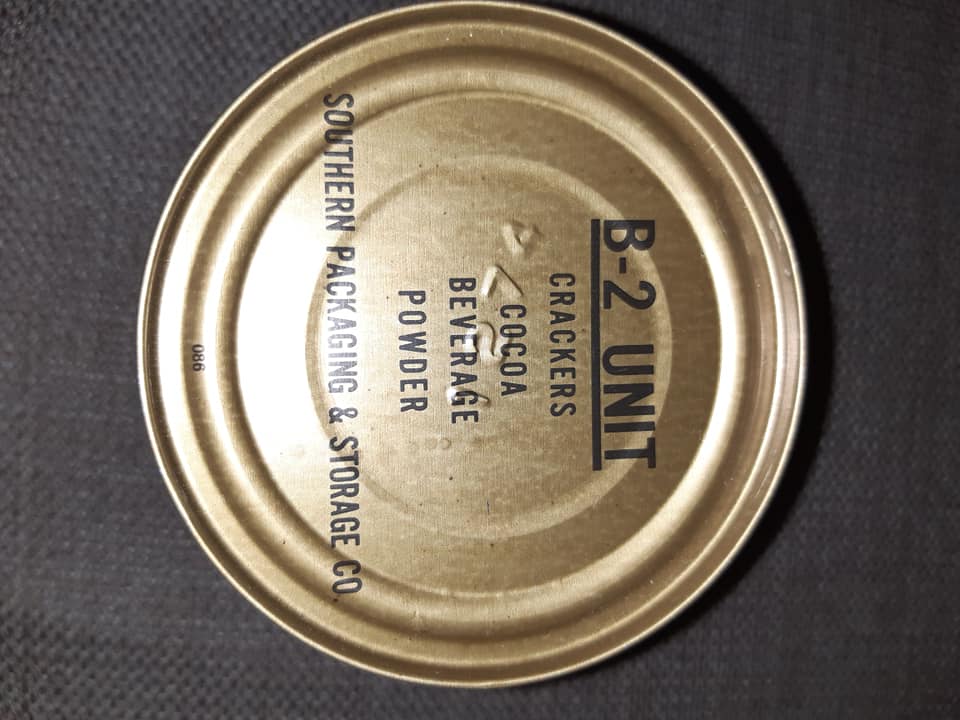 B-2 UNIT
CRACKERS
COCOA
BEVERAGE
POWDER
SOUTHERN PACKAGING & STORAGE CO.
086